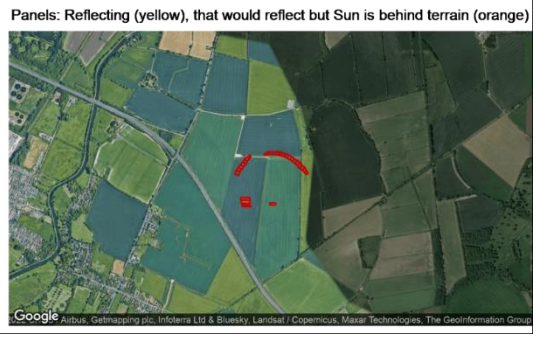 Panels: Reflecting (yellow), that would reflect but Sun is behind terrain (orange)
Google
Airbus, Getmapping plc, Infoterra Ltd & Bluesky, Landsat / Copernicus, Maxar Technologies, The GeoInformation Group